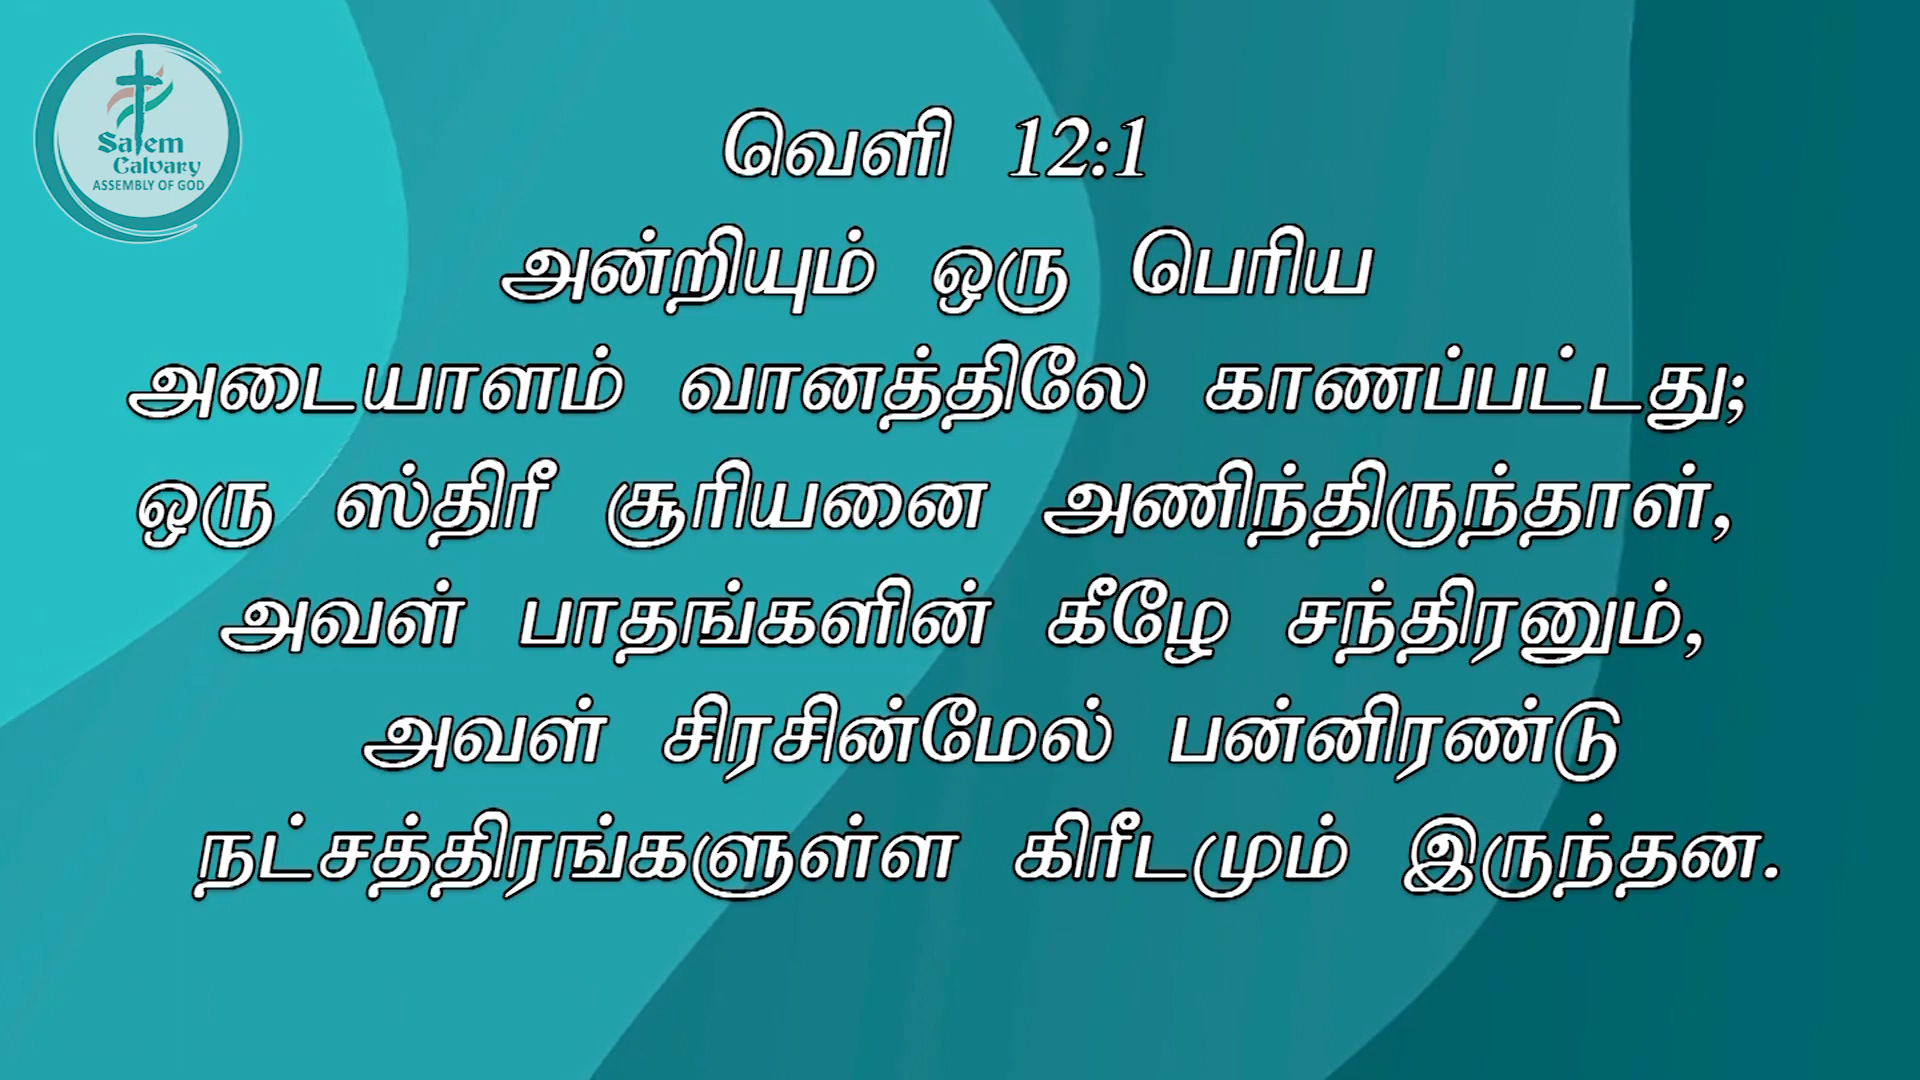 Salem
Calvary
ASSEMBLY OF GOD
வெளி 12:1
அன்றியும் ஒரு பெரிய
அடையாளம் வானத்திலே காணப்பட்டது;
ஒரு ஸ்திரீ சூரியனை அணிந்திருந்தாள்,
அவள் பாதங்களின் கீழே சந்திரனும்,
அவள் சிரசின்மேல் பன்னிரண்டு
நட்சத்திரங்களுள்ள கிரீடமும் இருந்தன.